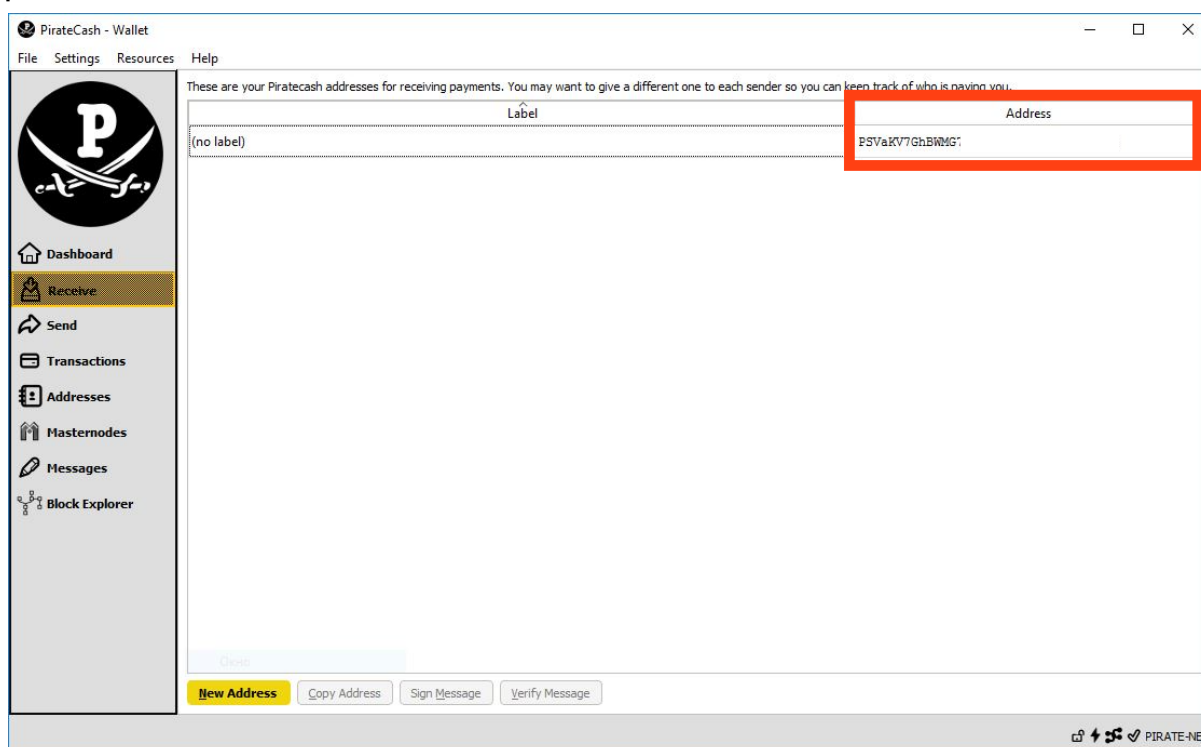 PirateCash - Wallet
File Settings Resources Help
These are your Piratecash addresses for receiving payments. You may want to give a different one to each sender so you can keep track of who is paying you.
Label Address
(no label) PSVaKV7GhBWMG
P
Dashboard
Receive
Send
Transactions
Addresses
Masternodes
Messages
Block Explorer
New Address Copy Address Sign Message Verify Message